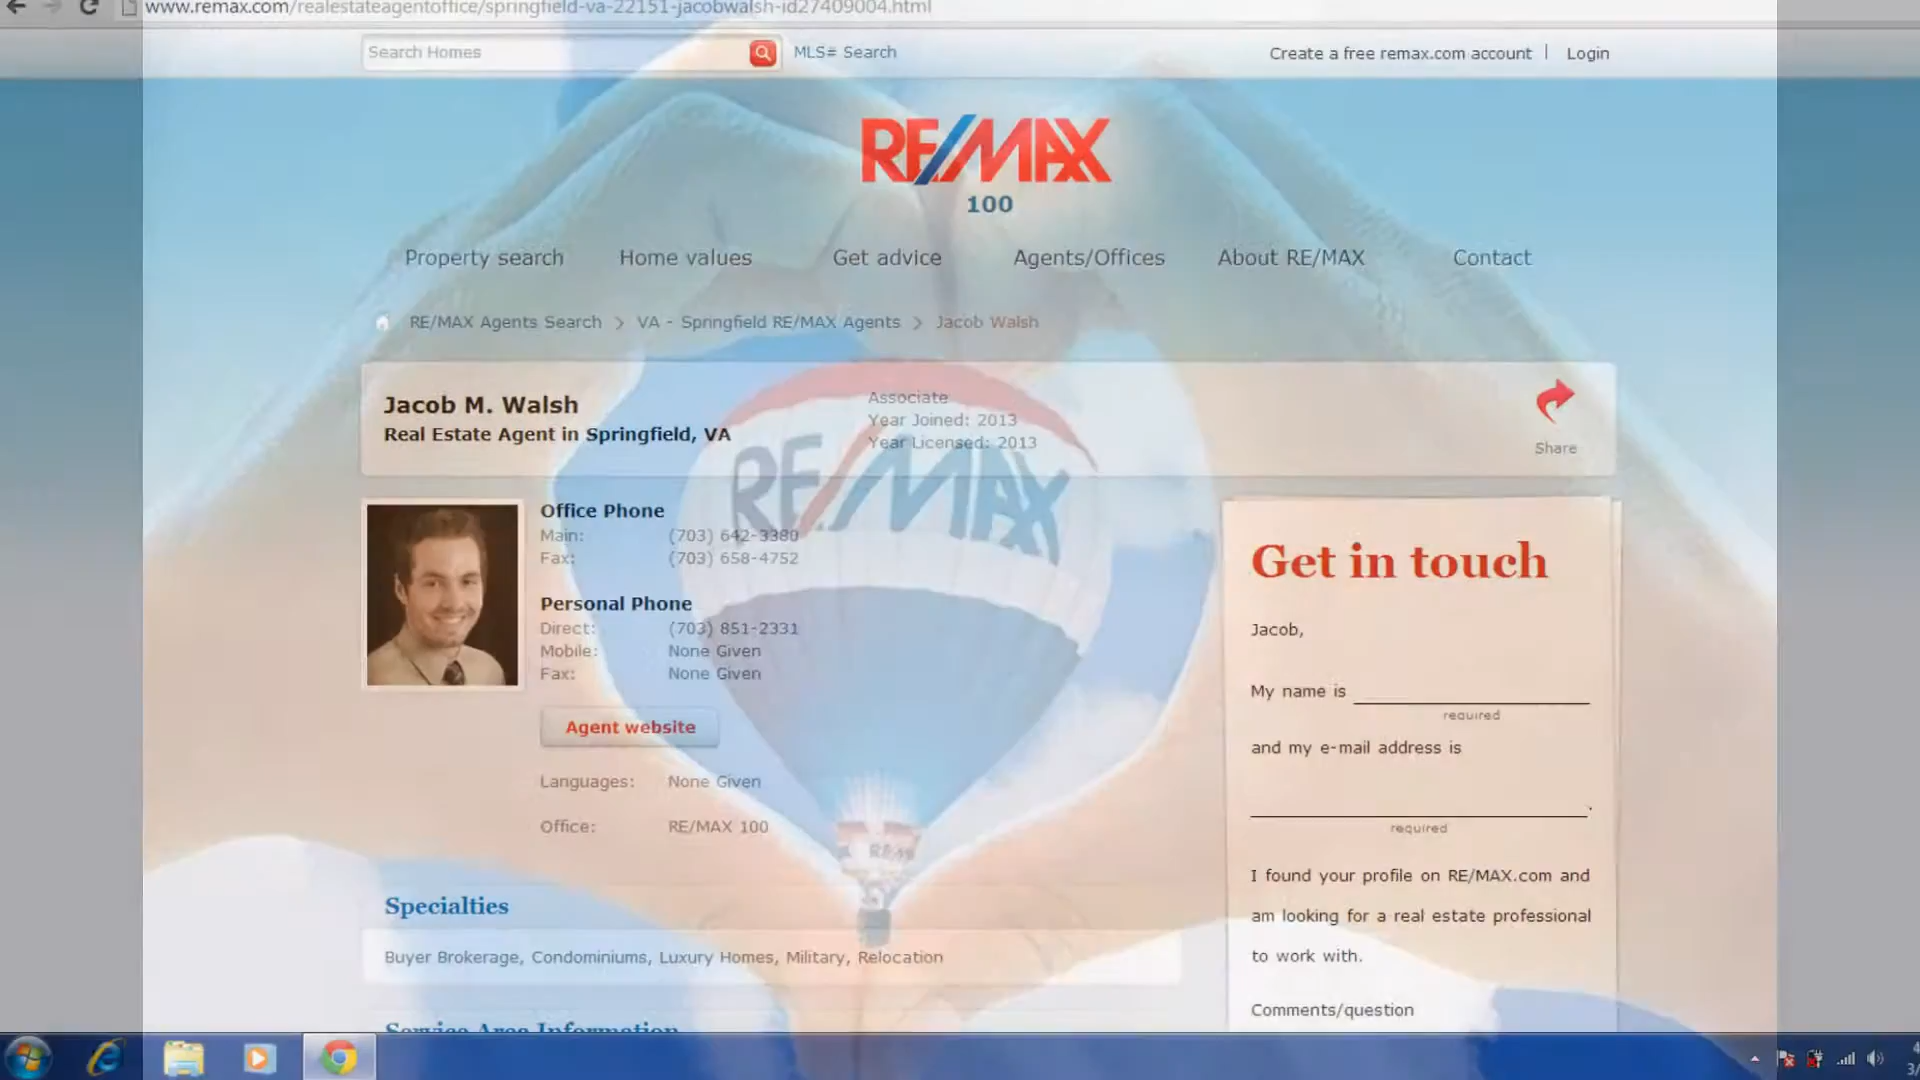 www.remax.com/realestateagentoffice/springfield-va-22151-jacobwalsh-id27409004.html
Search Homes
MLS# Search
Create a free remax.com account | Login
RE/MAX
100
Property search
Home values
Get advice
Agents/Offices
About RE/MAX
Contact
RE/MAX Agents Search > VA - Springfield RE/MAX Agents > Jacob Walsh
Jacob M. Walsh
Real Estate Agent in Springfield, VA
Associate
Year Joined: 2013
Year Licensed: 2013
Share
RE/MAX
Office Phone
Main: (703) 642-3380
Fax: (703) 658-4752
Personal Phone
Direct: (703) 851-2331
Mobile: None Given
Fax: None Given
Agent website
Languages: None Given
Office: RE/MAX 100
RE/MAX
Specialties
Buyer Brokerage, Condominiums, Luxury Homes, Military, Relocation
Service Area Information
Get in touch
Jacob,
My name is
required
and my e-mail address is
.
required
I found your profile on RE/MAX.com and
am looking for a real estate professional
to work with.
Comments/question